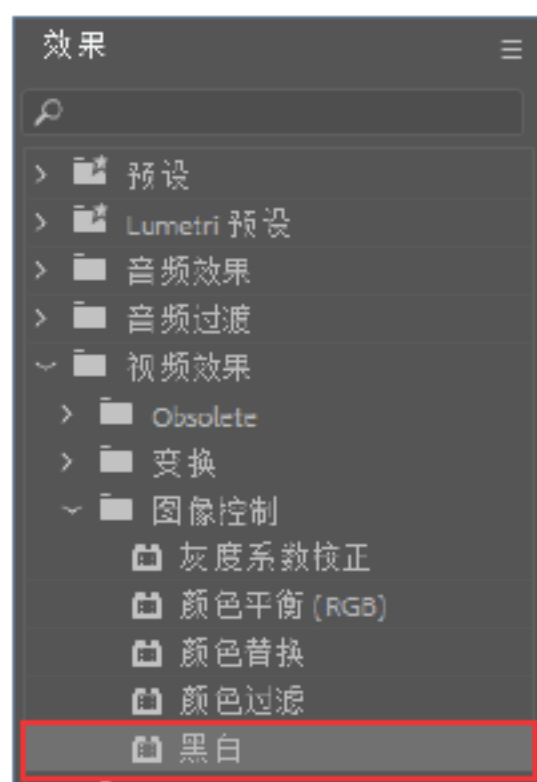 效果
预设
Lumetri 预设
音频效果
音频过渡
视频效果
Obsolete
变换
图像控制
灰度系数校正
颜色平衡 (RGB)
颜色替换
颜色过滤
黑白